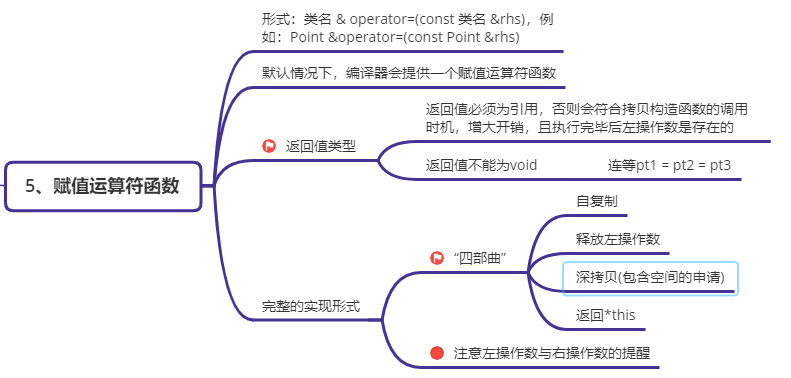 5、赋值运算符函数
形式：类名 & operator=(const 类名 &rhs)，例
如：Point &operator=(const Point &rhs)
默认情况下，编译器会提供一个赋值运算符函数
返回值类型
返回值必须为引用，否则会符合拷贝构造函数的调用
时机，增大开销，且执行完毕后左操作数是存在的
返回值不能为void
连等pt1 = pt2 = pt3
完整的实现形式
“四部曲”
自复制
释放左操作数
深拷贝(包含空间的申请)
返回*this
注意左操作数与右操作数的提醒